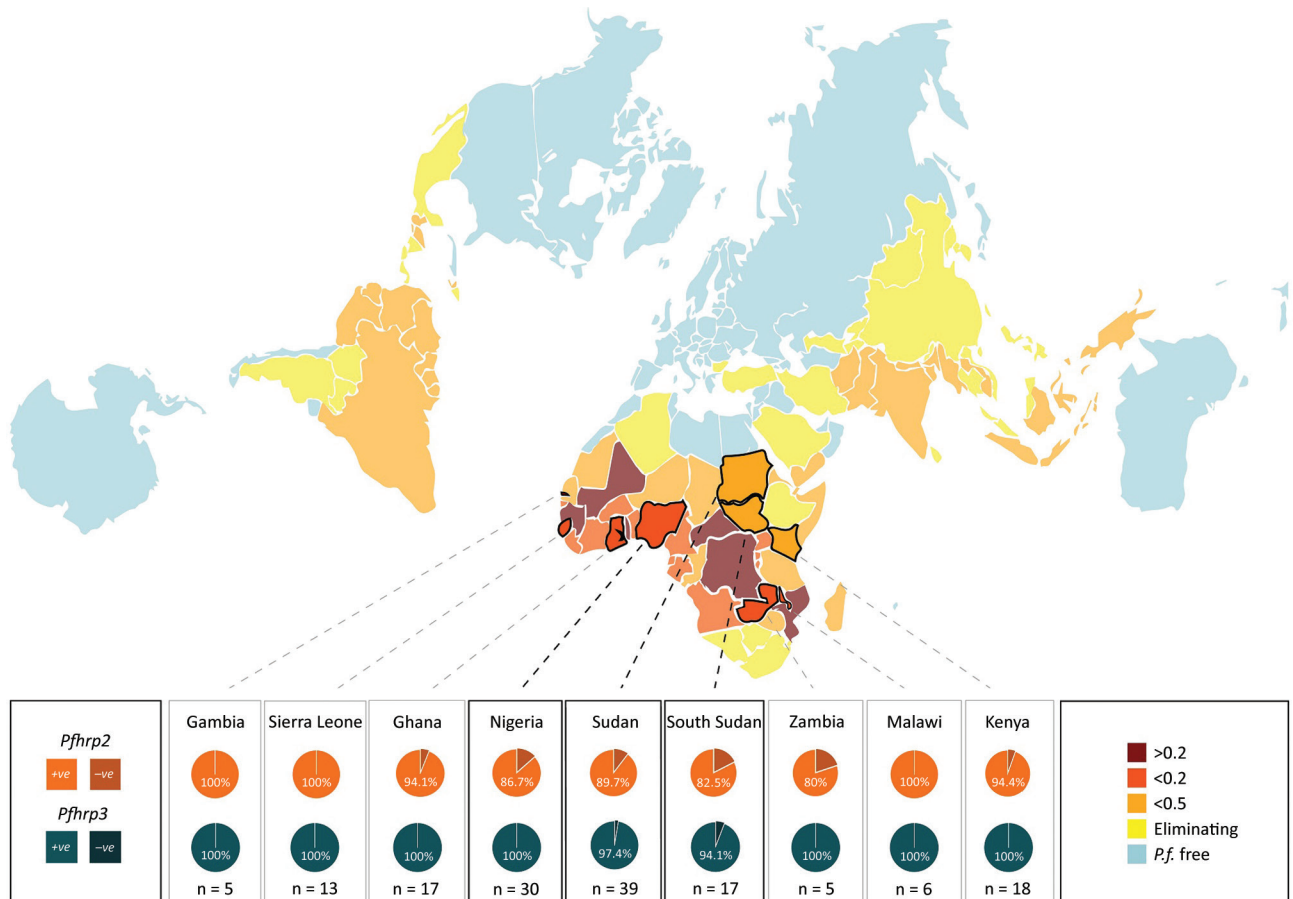 Pfhrp2
+ve –ve
Pfhrp3
+ve –ve
Gambia
100%
100%
n = 5
Sierra Leone
100%
100%
n = 13
Ghana
94.1%
100%
n = 17
Nigeria
86.7%
100%
n = 30
Sudan
89.7%
97.4%
n = 39
South Sudan
82.5%
94.1%
n = 17
Zambia
80%
100%
n = 5
Malawi
100%
100%
n = 6
Kenya
94.4%
100%
n = 18
>0.2
<0.2
<0.5
Eliminating
P.f. free